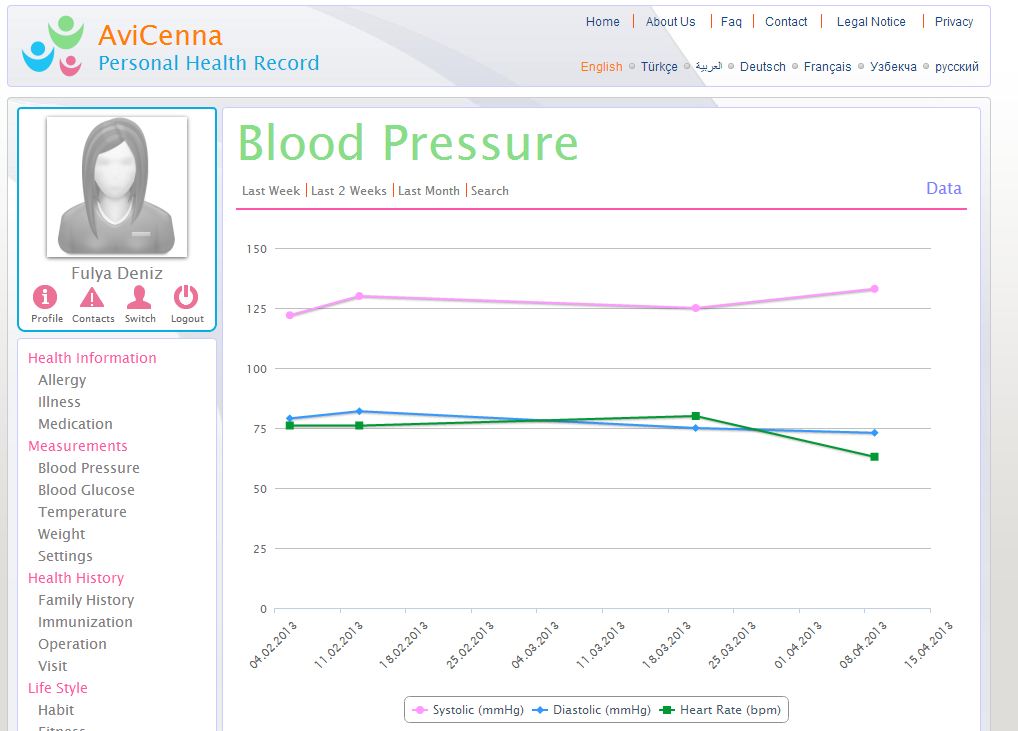 AviCenna
Personal Health Record
Home | About Us | Faq | Contact | Legal Notice | Privacy
English Türkçe العربية Deutsch Français Узбекча русский
Fulya Deniz
Profile Contacts Switch Logout
Health Information
Allergy
Illness
Medication
Measurements
Blood Pressure
Blood Glucose
Temperature
Weight
Settings
Health History
Family History
Immunization
Operation
Visit
Life Style
Habit
Fitness
Blood Pressure
Last Week | Last 2 Weeks | Last Month | Search
Data
150
125
100
75
50
25
0
04.02.2013 11.02.2013 18.02.2013 25.02.2013 04.03.2013 11.03.2013 18.03.2013 25.03.2013 01.04.2013 08.04.2013 15.04.2013
Systolic (mmHg) Diastolic (mmHg) Heart Rate (bpm)